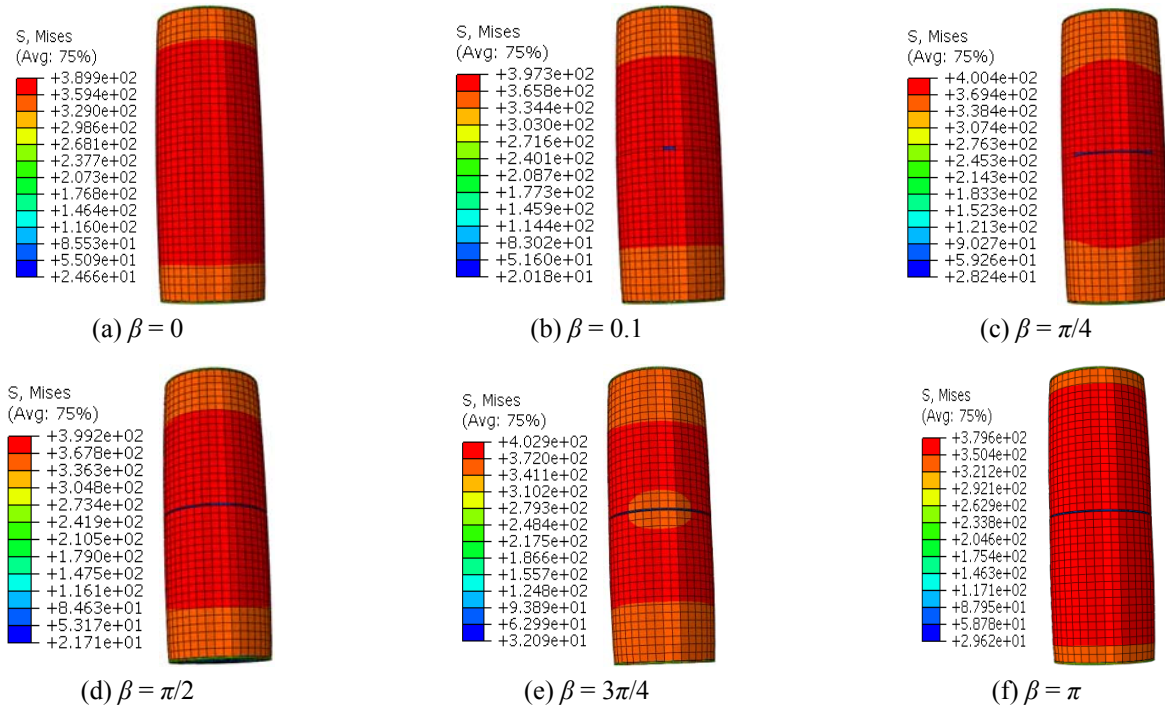 S, Mises
(Avg: 75%)
+3.899e+02
+3.594e+02
+3.290e+02
+2.986e+02
+2.681e+02
+2.377e+02
+2.073e+02
+1.768e+02
+1.464e+02
+1.160e+02
+8.553e+01
+5.509e+01
+2.466e+01
(a) β = 0
S, Mises
(Avg: 75%)
+3.973e+02
+3.658e+02
+3.344e+02
+3.030e+02
+2.716e+02
+2.401e+02
+2.087e+02
+1.773e+02
+1.459e+02
+1.144e+02
+8.302e+01
+5.160e+01
+2.018e+01
(b) β = 0.1
S, Mises
(Avg: 75%)
+4.004e+02
+3.694e+02
+3.384e+02
+3.074e+02
+2.763e+02
+2.453e+02
+2.143e+02
+1.833e+02
+1.523e+02
+1.213e+02
+9.027e+01
+5.926e+01
+2.824e+01
(c) β = π/4
S, Mises
(Avg: 75%)
+3.992e+02
+3.678e+02
+3.363e+02
+3.048e+02
+2.734e+02
+2.419e+02
+2.105e+02
+1.790e+02
+1.475e+02
+1.161e+02
+8.463e+01
+5.317e+01
+2.171e+01
(d) β = π/2
S, Mises
(Avg: 75%)
+4.029e+02
+3.720e+02
+3.411e+02
+3.102e+02
+2.793e+02
+2.484e+02
+2.175e+02
+1.866e+02
+1.557e+02
+1.248e+02
+9.389e+01
+6.299e+01
+3.209e+01
(e) β = 3π/4
S, Mises
(Avg: 75%)
+3.796e+02
+3.504e+02
+3.212e+02
+2.921e+02
+2.629e+02
+2.338e+02
+2.046e+02
+1.754e+02
+1.463e+02
+1.171e+02
+8.795e+01
+5.878e+01
+2.962e+01
(f) β = π